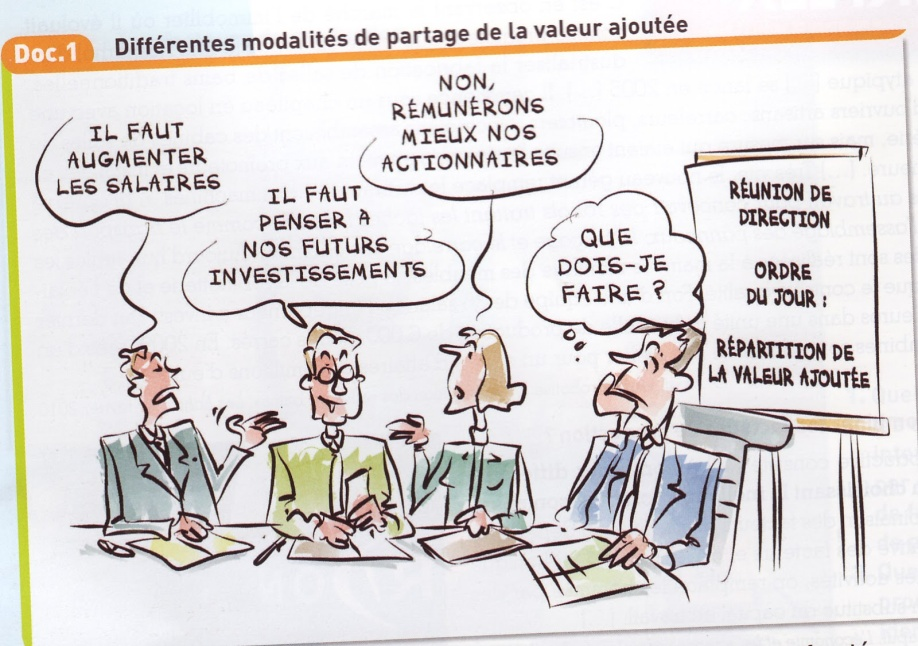 Doc.1 Différentes modalités de partage de la valeur ajoutée
IL FAUT
AUGMENTER
LES SALAIRES
IL FAUT
PENSER A
NOS FUTURS
INVESTISSEMENTS
NON,
RÉMUNÉRONS
MIEUX NOS
ACTIONNAIRES
QUE
DOIS-JE
FAIRE ?
RÉUNION DE
DIRECTION
ORDRE
DU JOUR :
RÉPARTITION DE
LA VALEUR AJOUTÉE